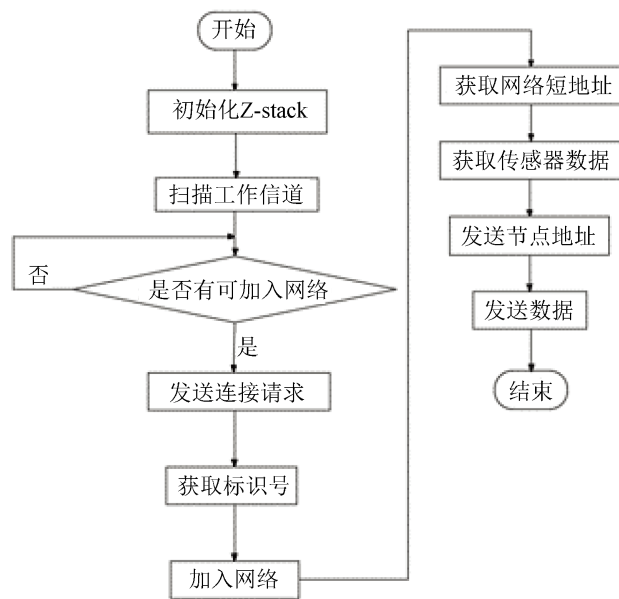 开始
初始化Z-stack
扫描工作信道
否
是否有可加入网络
是
发送连接请求
获取标识号
加入网络
获取网络短地址
获取传感器数据
发送节点地址
发送数据
结束